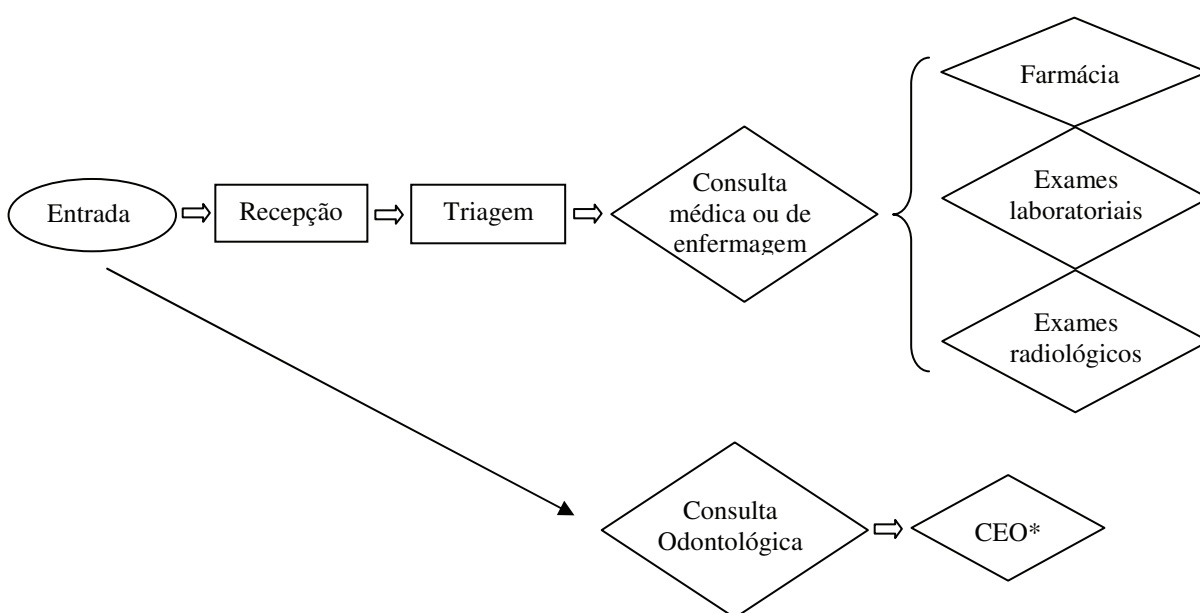 Entrada
Recepção
Triagem
Consulta
médica ou de
enfermagem
Farmácia
Exames
laboratoriais
Exames
radiológicos
Consulta
Odontológica
CEO*